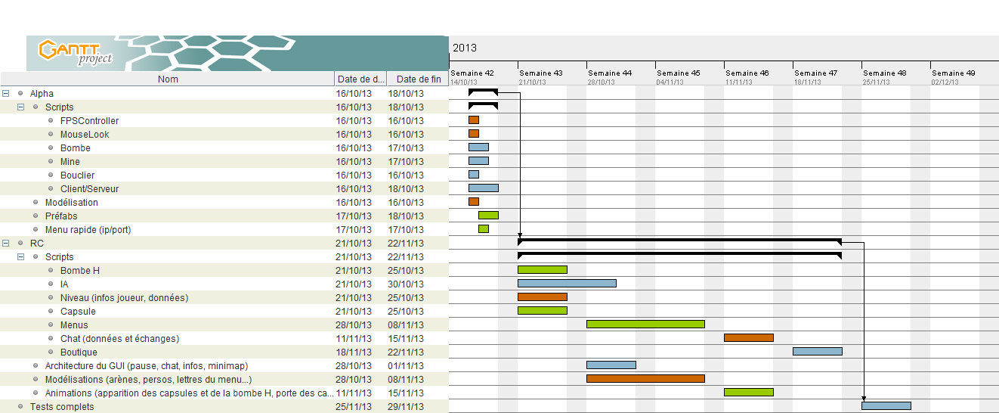 GANTT project
2013
Semaine 42 Semaine 43 Semaine 44 Semaine 45 Semaine 46 Semaine 47 Semaine 48 Semaine 49
Nom Date de d... Date de fin 14/10/13 21/10/13 28/10/13 04/11/13 11/11/13 18/11/13 25/11/13 02/12/13
Alpha 16/10/13 18/10/13
Scripts 16/10/13 18/10/13
FPSController 16/10/13 16/10/13
MouseLook 16/10/13 16/10/13
Bombe 16/10/13 17/10/13
Mine 16/10/13 17/10/13
Bouclier 16/10/13 16/10/13
Client/Serveur 16/10/13 18/10/13
Modélisation 16/10/13 16/10/13
Préfabs 17/10/13 18/10/13
Menu rapide (ip/port) 17/10/13 17/10/13
RC 21/10/13 22/11/13
Scripts 21/10/13 22/11/13
Bombe H 21/10/13 25/10/13
IA 21/10/13 30/10/13
Niveau (infos joueur, données) 21/10/13 25/10/13
Capsule 21/10/13 25/10/13
Menus 28/10/13 08/11/13
Chat (données et échanges) 11/11/13 15/11/13
Boutique 18/11/13 22/11/13
Architecture du GUI (pause, chat, infos, minimap) 28/10/13 01/11/13
Modélisations (arènes, persos, lettres du menu...) 28/10/13 08/11/13
Animations (apparition des capsules et de la bombe H, porte des ca... 11/11/13 15/11/13
Tests complets 25/11/13 29/11/13